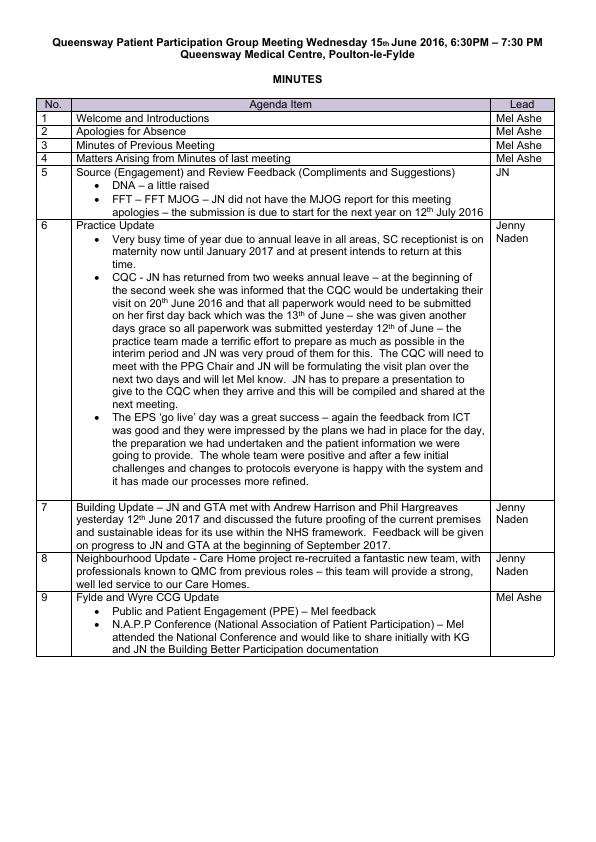 Queensway Patient Participation Group Meeting Wednesday 15th June 2016, 6:30PM – 7:30 PM
Queensway Medical Centre, Poulton-le-Fylde
MINUTES
No. Agenda Item Lead
1 Welcome and Introductions Mel Ashe
2 Apologies for Absence Mel Ashe
3 Minutes of Previous Meeting Mel Ashe
4 Matters Arising from Minutes of last meeting Mel Ashe
5 Source (Engagement) and Review Feedback (Compliments and Suggestions) JN
• DNA – a little raised
• FFT – FFT MJOG – JN did not have the MJOG report for this meeting
apologies – the submission is due to start for the next year on 12th July 2016
6 Practice Update Jenny
Naden
• Very busy time of year due to annual leave in all areas, SC receptionist is on
maternity now until January 2017 and at present intends to return at this
time.
• CQC - JN has returned from two weeks annual leave – at the beginning of
the second week she was informed that the CQC would be undertaking their
visit on 20th June 2016 and that all paperwork would need to be submitted
on her first day back which was the 13th of June – she was given another
days grace so all paperwork was submitted yesterday 12th of June – the
practice team made a terrific effort to prepare as much as possible in the
interim period and JN was very proud of them for this.  The CQC will need to
meet with the PPG Chair and JN will be formulating the visit plan over the
next two days and will let Mel know.  JN has to prepare a presentation to
give to the CQC when they arrive and this will be compiled and shared at the
next meeting.
• The EPS ‘go live’ day was a great success – again the feedback from ICT
was good and they were impressed by the plans we had in place for the day,
the preparation we had undertaken and the patient information we were
going to provide.  The whole team were positive and after a few initial
challenges and changes to protocols everyone is happy with the system and
it has made our processes more refined.
7 Building Update – JN and GTA met with Andrew Harrison and Phil Hargreaves Jenny
yesterday 12th June 2017 and discussed the future proofing of the current premises Naden
and sustainable ideas for its use within the NHS framework.  Feedback will be given
on progress to JN and GTA at the beginning of September 2017.
8 Neighbourhood Update - Care Home project re-recruited a fantastic new team, with Jenny
professionals known to QMC from previous roles – this team will provide a strong, Naden
well led service to our Care Homes.
9 Fylde and Wyre CCG Update Mel Ashe
• Public and Patient Engagement (PPE) – Mel feedback
• N.A.P.P Conference (National Association of Patient Participation) – Mel
attended the National Conference and would like to share initially with KG
and JN the Building Better Participation documentation